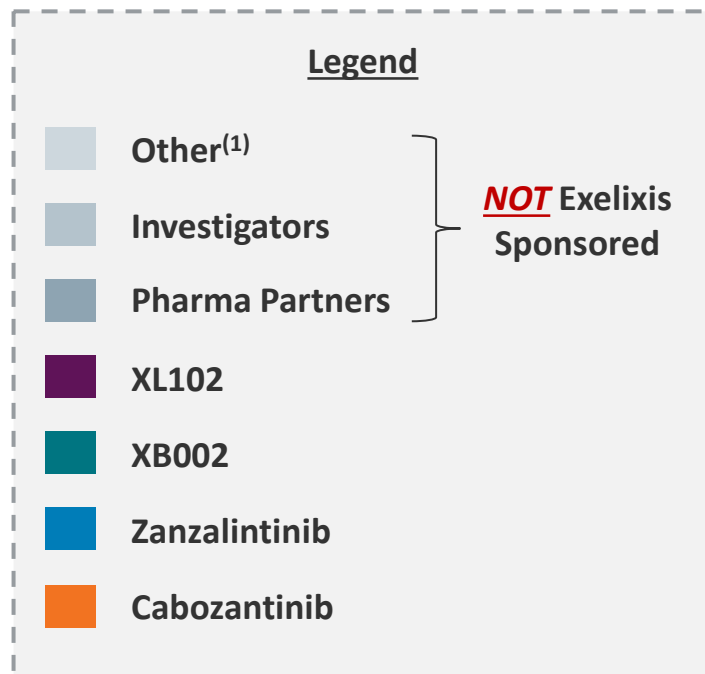 Legend
Other(1)
Investigators
Pharma Partners
NOT Exelixis
Sponsored
XL102
XB002
Zanzalintinib
Cabozantinib